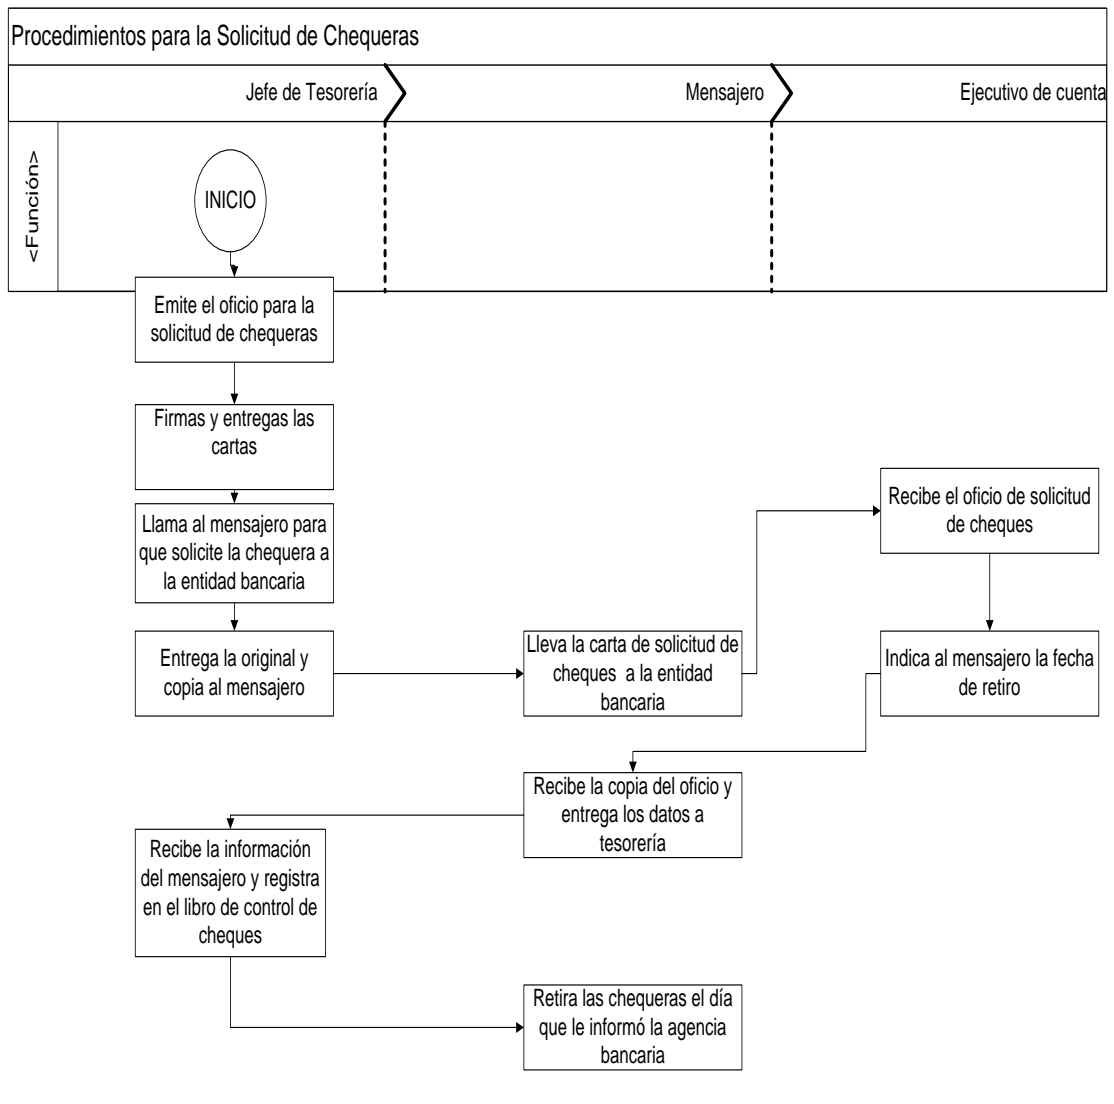 Procedimientos para la Solicitud de Chequeras
Jefe de Tesorería
Mensajero
Ejecutivo de cuenta
<Función>
INICIO
Emite el oficio para la
solicitud de chequeras
Firmas y entregas las
cartas
Llama al mensajero para
que solicite la chequera a
la entidad bancaria
Entrega la original y
copia al mensajero
Lleva la carta de solicitud de
cheques a la entidad
bancaria
Recibe el oficio de solicitud
de cheques
Indica al mensajero la fecha
de retiro
Recibe la copia del oficio y
entrega los datos a
tesorería
Recibe la información
del mensajero y registra
en el libro de control de
cheques
Retira las chequeras el día
que le informó la agencia
bancaria